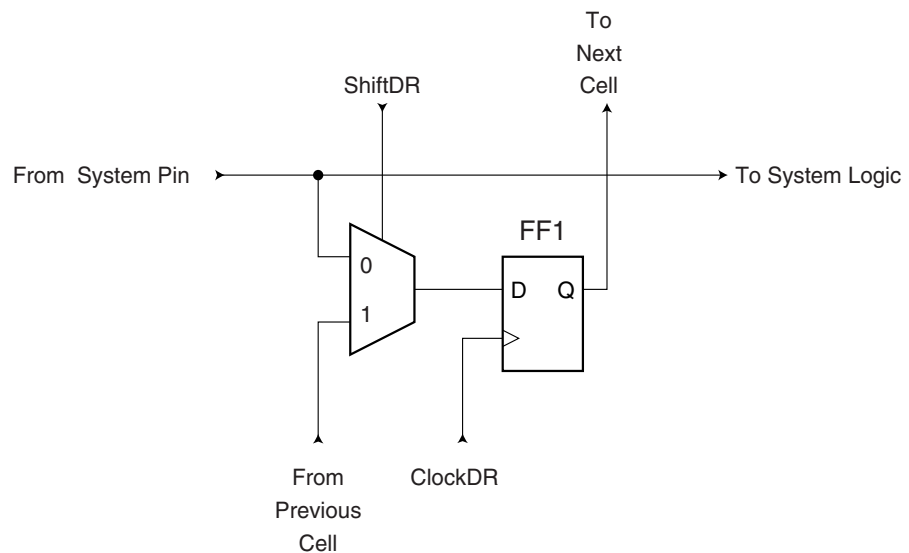 To
Next
Cell
ShiftDR
From System Pin
To System Logic
FF1
0
D Q
1
From
Previous
Cell
ClockDR